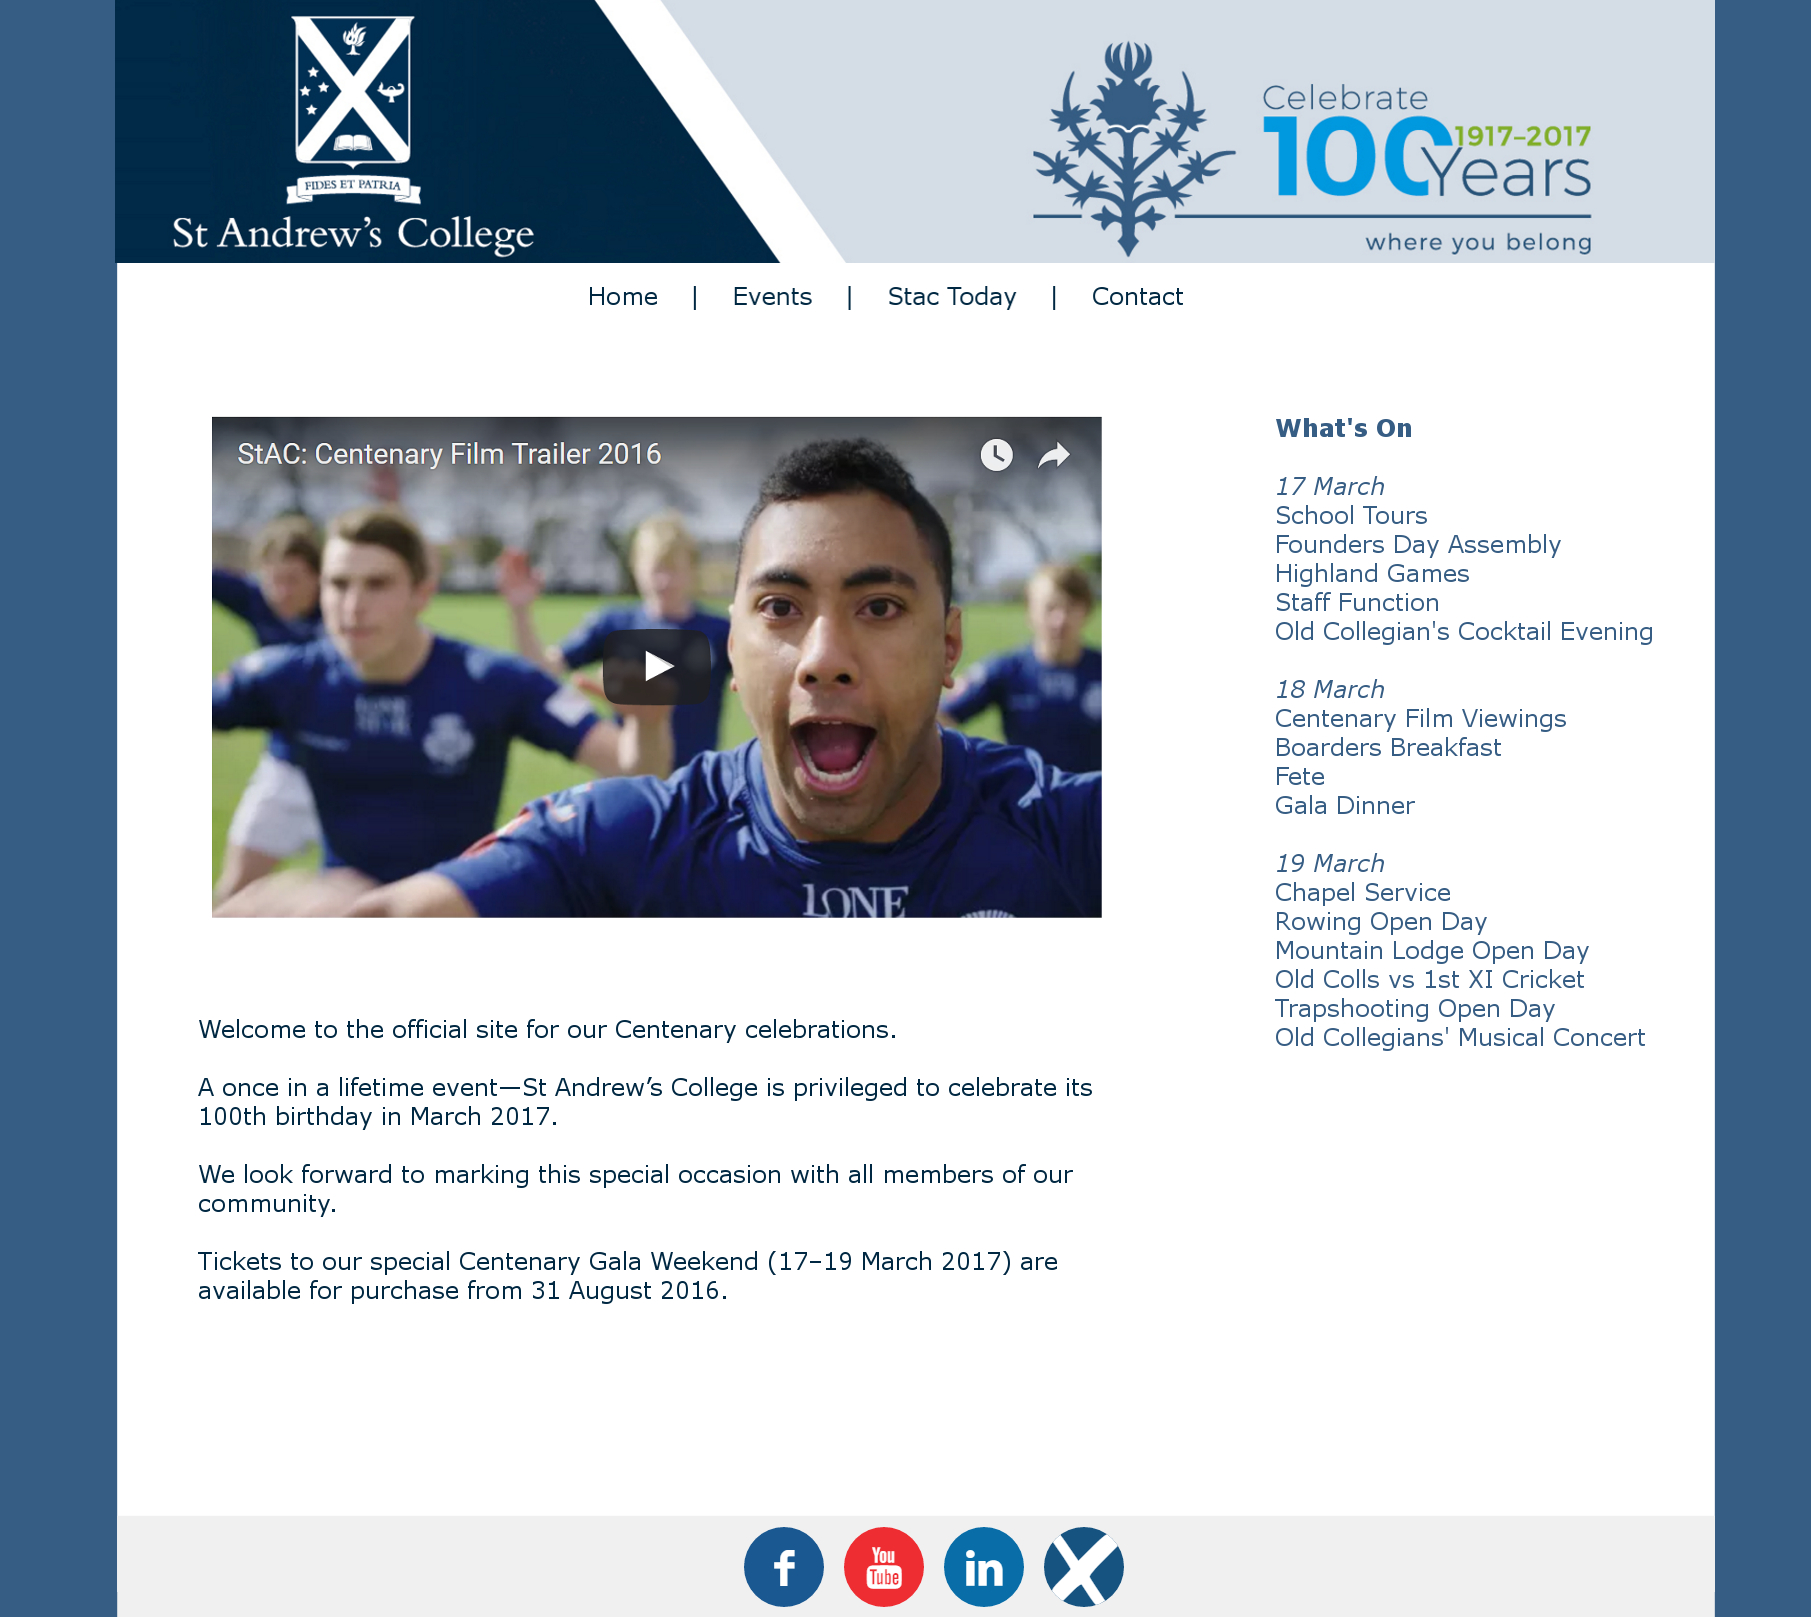 FIDES ET PATRIA
St Andrew's College
Celebrate
100 Years
1917–2017
where you belong
Home | Events | Stac Today | Contact
StAC: Centenary Film Trailer 2016
LONE STAR
LONE
Welcome to the official site for our Centenary celebrations.
A once in a lifetime event—St Andrew’s College is privileged to celebrate its
100th birthday in March 2017.
We look forward to marking this special occasion with all members of our
community.
Tickets to our special Centenary Gala Weekend (17–19 March 2017) are
available for purchase from 31 August 2016.
What's On
17 March
School Tours
Founders Day Assembly
Highland Games
Staff Function
Old Collegian's Cocktail Evening
18 March
Centenary Film Viewings
Boarders Breakfast
Fete
Gala Dinner
19 March
Chapel Service
Rowing Open Day
Mountain Lodge Open Day
Old Colls vs 1st XI Cricket
Trapshooting Open Day
Old Collegians' Musical Concert
f
You
Tube
in